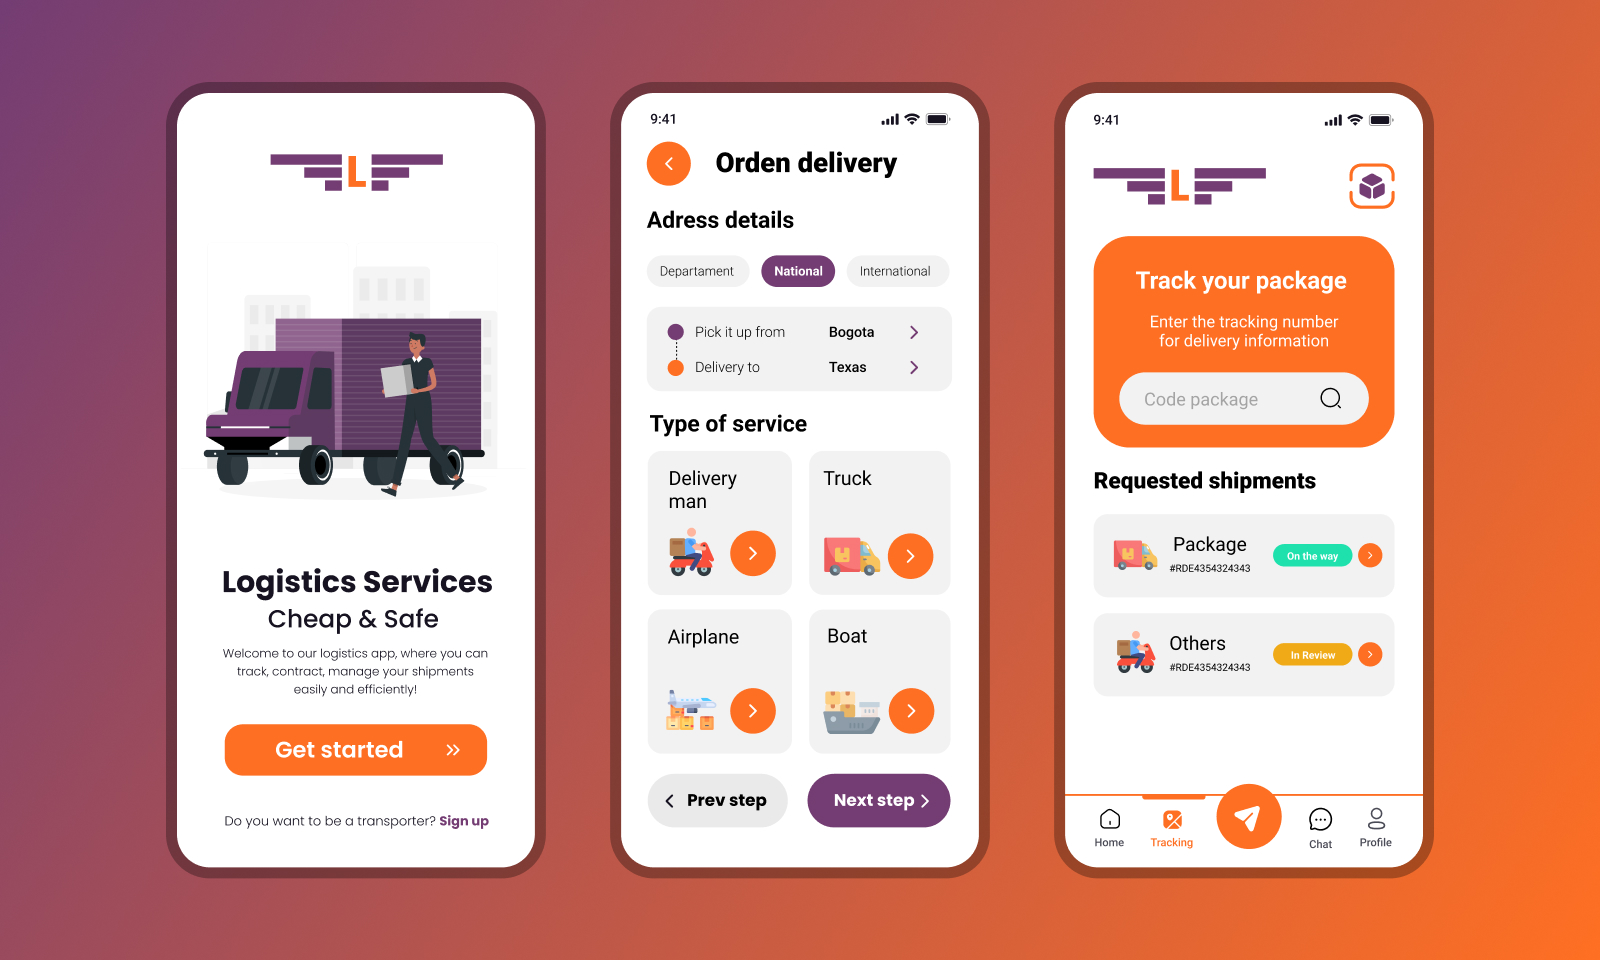 L
Logistics Services
Cheap & Safe
Welcome to our logistics app, where you can
track, contract, manage your shipments
easily and efficiently!
Get started
Do you want to be a transporter? Sign up
9:41
Orden delivery
Adress details
Departament National International
Pick it up from Bogota
Delivery to Texas
Type of service
Delivery
man
Truck
Airplane
Boat
Prev step
Next step
9:41
L
Track your package
Enter the tracking number
for delivery information
Code package
Requested shipments
Package
#RDE4354324343
On the way
Others
#RDE4354324343
In Review
Home Tracking Chat Profile